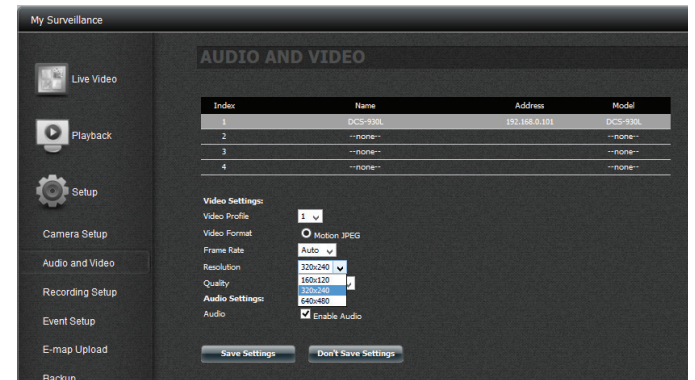 My Surveillance
AUDIO AND VIDEO
Live Video
Playback
Setup
Camera Setup
Audio and Video
Recording Setup
Event Setup
E-map Upload
Backup
Index Name Address Model
1 DCS-930L 192.168.0.101 DCS-930L
2 --none-- --none--
3 --none-- --none--
4 --none-- --none--
Video Settings:
Video Profile 1
Video Format Motion JPEG
Frame Rate Auto
Resolution 320x240
160x120
Quality
320x240
Audio Settings:
640x480
Audio Enable Audio
Save Settings Don't Save Settings